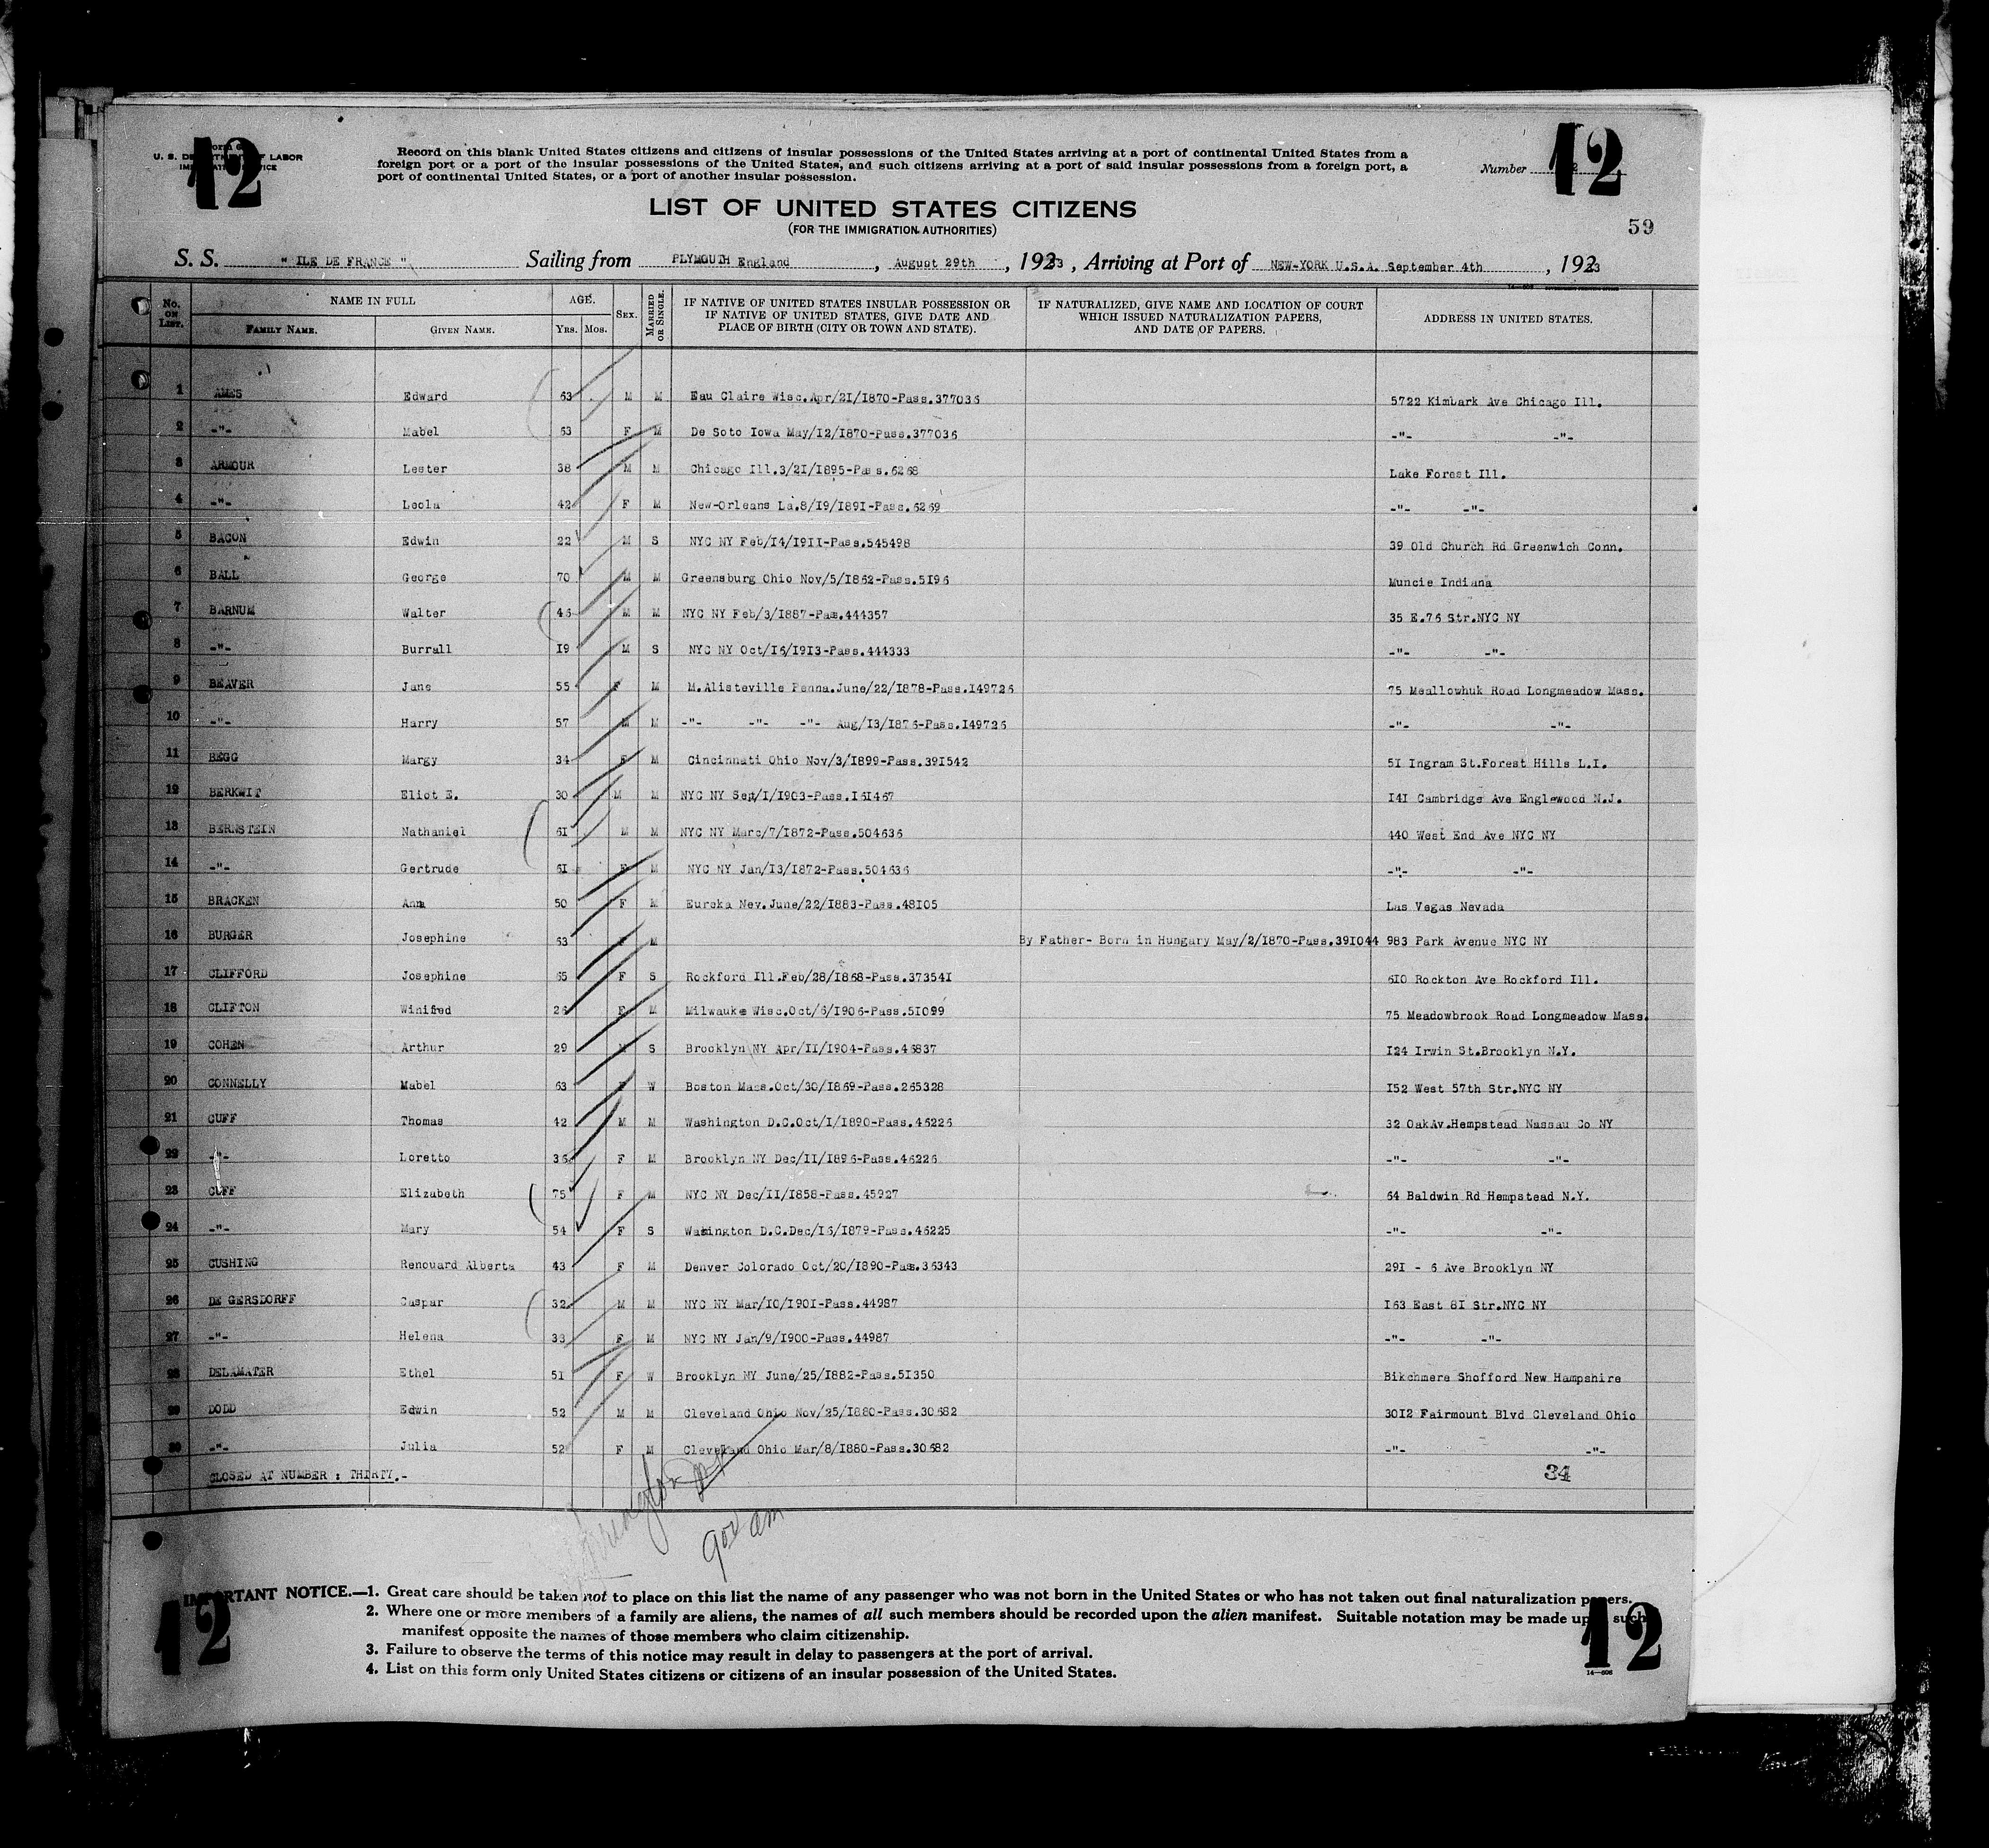 12 12
U. S. DEPARTMENT OF LABOR
Record on this blank United States citizens and citizens of insular possessions of the United States arriving at a port of continental United States from a
foreign port or a port of the insular possessions of the United States, and such citizens arriving at a port of said insular possessions from a foreign port, a
port of continental United States, or a port of another insular possession.
Number
LIST OF UNITED STATES CITIZENS
(FOR THE IMMIGRATION AUTHORITIES)
59
S. S. " ILE DE FRANCE " Sailing from PLYMOUTH England , August 29th , 1933 , Arriving at Port of NEW-YORK U.S.A. September 4th , 1933
No. ON LIST. NAME IN FULL AGE. SEX. MARRIED OR SINGLE. IF NATIVE OF UNITED STATES INSULAR POSSESSION OR IF NATIVE OF UNITED STATES, GIVE DATE AND PLACE OF BIRTH (CITY OR TOWN AND STATE). IF NATURALIZED, GIVE NAME AND LOCATION OF COURT WHICH ISSUED NATURALIZATION PAPERS, AND DATE OF PAPERS. ADDRESS IN UNITED STATES.
FAMILY NAME. GIVEN NAME. Yrs. Mos.
1 AMES Edward 63 M M Eau Claire Wisc.Apr/21/1870-Pass.377036 5722 Kimbark Ave Chicago Ill.
2 -"- Mabel 63 F M De Soto Iowa May/12/1870-Pass.377036 -"- -"-
3 ARMOUR Lester 38 M M Chicago Ill.3/21/1895-Pass.6268 Lake Forest Ill.
4 -"- Leola 42 F M New-Orleans La.8/19/1891-Pass.6269 -"- -"-
5 BACON Edwin 22 M S NYC NY Feb/14/1911-Pass.545498 39 Old Church Rd Greenwich Conn.
6 BALL George 70 M M Greensburg Ohio Nov/5/1862-Pass.5196 Muncie Indiana
7 BARNUM Walter 46 M M NYC NY Feb/3/1887-Pass.444357 35 E.76 Str.NYC NY
8 -"- Burrall 19 M S NYC NY Oct/16/1913-Pass.444333 -"- -"-
9 BEAVER Jane 55 F M M.Alisteville Penna.June/22/1878-Pass.149726 75 Meallowhuk Road Longmeadow Mass.
10 -"- Harry 57 M M -"- -"- -"- Aug/13/1876-Pass.149726 -"- -"-
11 BEGG Margy 34 F M Cincinnati Ohio Nov/3/1899-Pass.391542 51 Ingram St.Forest Hills L.I.
12 BERKWIT Eliot E. 30 M M NYC NY Sept/1/1903-Pass.161467 141 Cambridge Ave Englewood N.J.
13 BERNSTEIN Nathaniel 61 M M NYC NY Marc/7/1872-Pass.504636 440 West End Ave NYC NY
14 -"- Gertrude 61 F M NYC NY Jan/13/1872-Pass.504636 -"- -"-
15 BRACKEN Ann 50 F M Eureka Nev.June/22/1883-Pass.48105 Las Vegas Nevada
16 BURGER Josephine 63 F M By Father- Born in Hungary May/2/1870-Pass.391044 983 Park Avenue NYC NY
17 CLIFFORD Josephine 65 F S Rockford Ill.Feb/28/1868-Pass.373541 610 Rockton Ave Rockford Ill.
18 CLIFTON Winifred 26 F M Milwauke Wisc.Oct/6/1906-Pass.51099 75 Meadowbrook Road Longmeadow Mass.
19 COHEN Arthur 29 M S Brooklyn NY Apr/11/1904-Pass.46837 124 Irwin St.Brooklyn N.Y.
20 CONNELLY Mabel 63 F W Boston Mass.Oct/30/1869-Pass.265328 152 West 57th Str.NYC NY
21 CUFF Thomas 42 M M Washington D.C.Oct/1/1890-Pass.46226 32 OakAv.Hempstead Nassau Co NY
22 -"- Loretto 36 F M Brooklyn NY Dec/11/1896-Pass.46226 -"- -"-
23 CUFF Elizabeth 75 F M NYC NY Dec/11/1858-Pass.45927 64 Baldwin Rd Hempstead N.Y.
24 -"- Mary 54 F S Wasington D.C.Dec/16/1879-Pass.46225 -"- -"-
25 CUSHING Renouard Alberta 43 F M Denver Colorado Oct/20/1890-Pass.36343 291 - 6 Ave Brooklyn NY
26 DE GERSDORFF Caspar 32 M M NYC NY Mar/10/1901-Pass.44987 163 East 81 Str.NYC NY
27 -"- Helena 33 F M NYC NY Jan/9/1900-Pass.44987 -"- -"-
28 DELAMATER Ethel 51 F W Brooklyn NY June/25/1882-Pass.51350 Bikchmere Shofford New Hampshire
29 DODD Edwin 52 M M Cleveland Ohio Nov/25/1880-Pass.30682 3012 Fairmount Blvd Cleveland Ohio
30 -"- Julia 52 F M Cleveland Ohio Mar/8/1880-Pass.30682 -"- -"-
CLOSED AT NUMBER : THIRTY.- 34
900 am
IMPORTANT NOTICE.—1. Great care should be taken not to place on this list the name of any passenger who was not born in the United States or who has not taken out final naturalization papers.
2. Where one or more members of a family are aliens, the names of all such members should be recorded upon the alien manifest. Suitable notation may be made upon such
manifest opposite the names of those members who claim citizenship.
3. Failure to observe the terms of this notice may result in delay to passengers at the port of arrival.
4. List on this form only United States citizens or citizens of an insular possession of the United States.
12 12
14—606